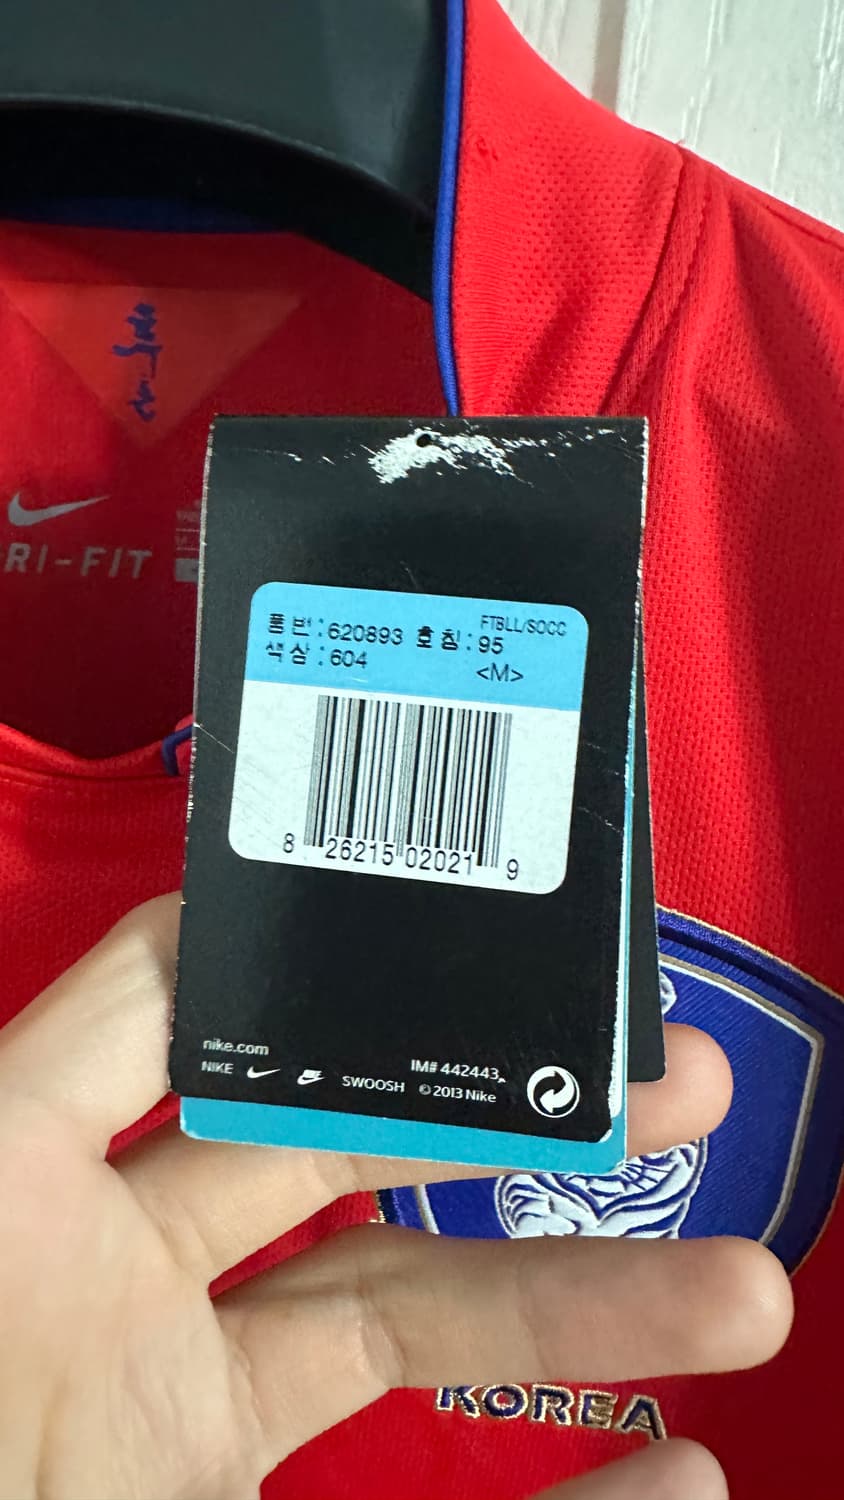 RI-FIT
품번:620893 호칭:95
FTBLL/SOCC
색상:604
<M>
8 26215 02021 9
nike.com
NIKE
SWOOSH
IM# 442443
© 2013 Nike
KOREA